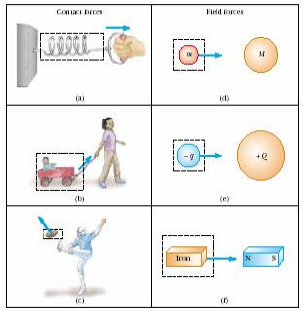 Contact forces
Field forces
m
M
(a)
(d)
−q
+Q
(b)
(e)
Iron
N
S
(c)
(f)